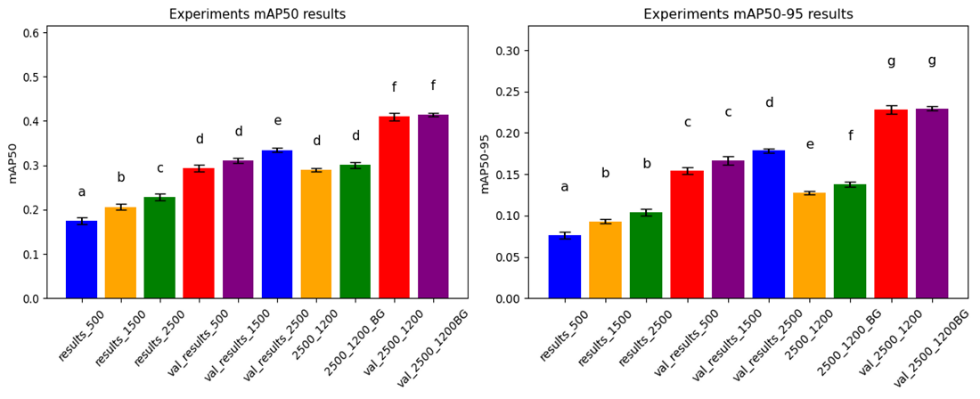 Experiments mAP50 results
mAP50
0.6
0.5
0.4
0.3
0.2
0.1
0.0
a
b
c
d
d
e
d
d
f
f
results_500
results_1500
results_2500
val_results_500
val_results_1500
val_results_2500
2500_1200
2500_1200_BG
val_2500_1200
val_2500_1200BG
Experiments mAP50-95 results
mAP50-95
0.30
0.25
0.20
0.15
0.10
0.05
0.00
a
b
b
c
c
d
e
f
g
g
results_500
results_1500
results_2500
val_results_500
val_results_1500
val_results_2500
2500_1200
2500_1200_BG
val_2500_1200
val_2500_1200BG